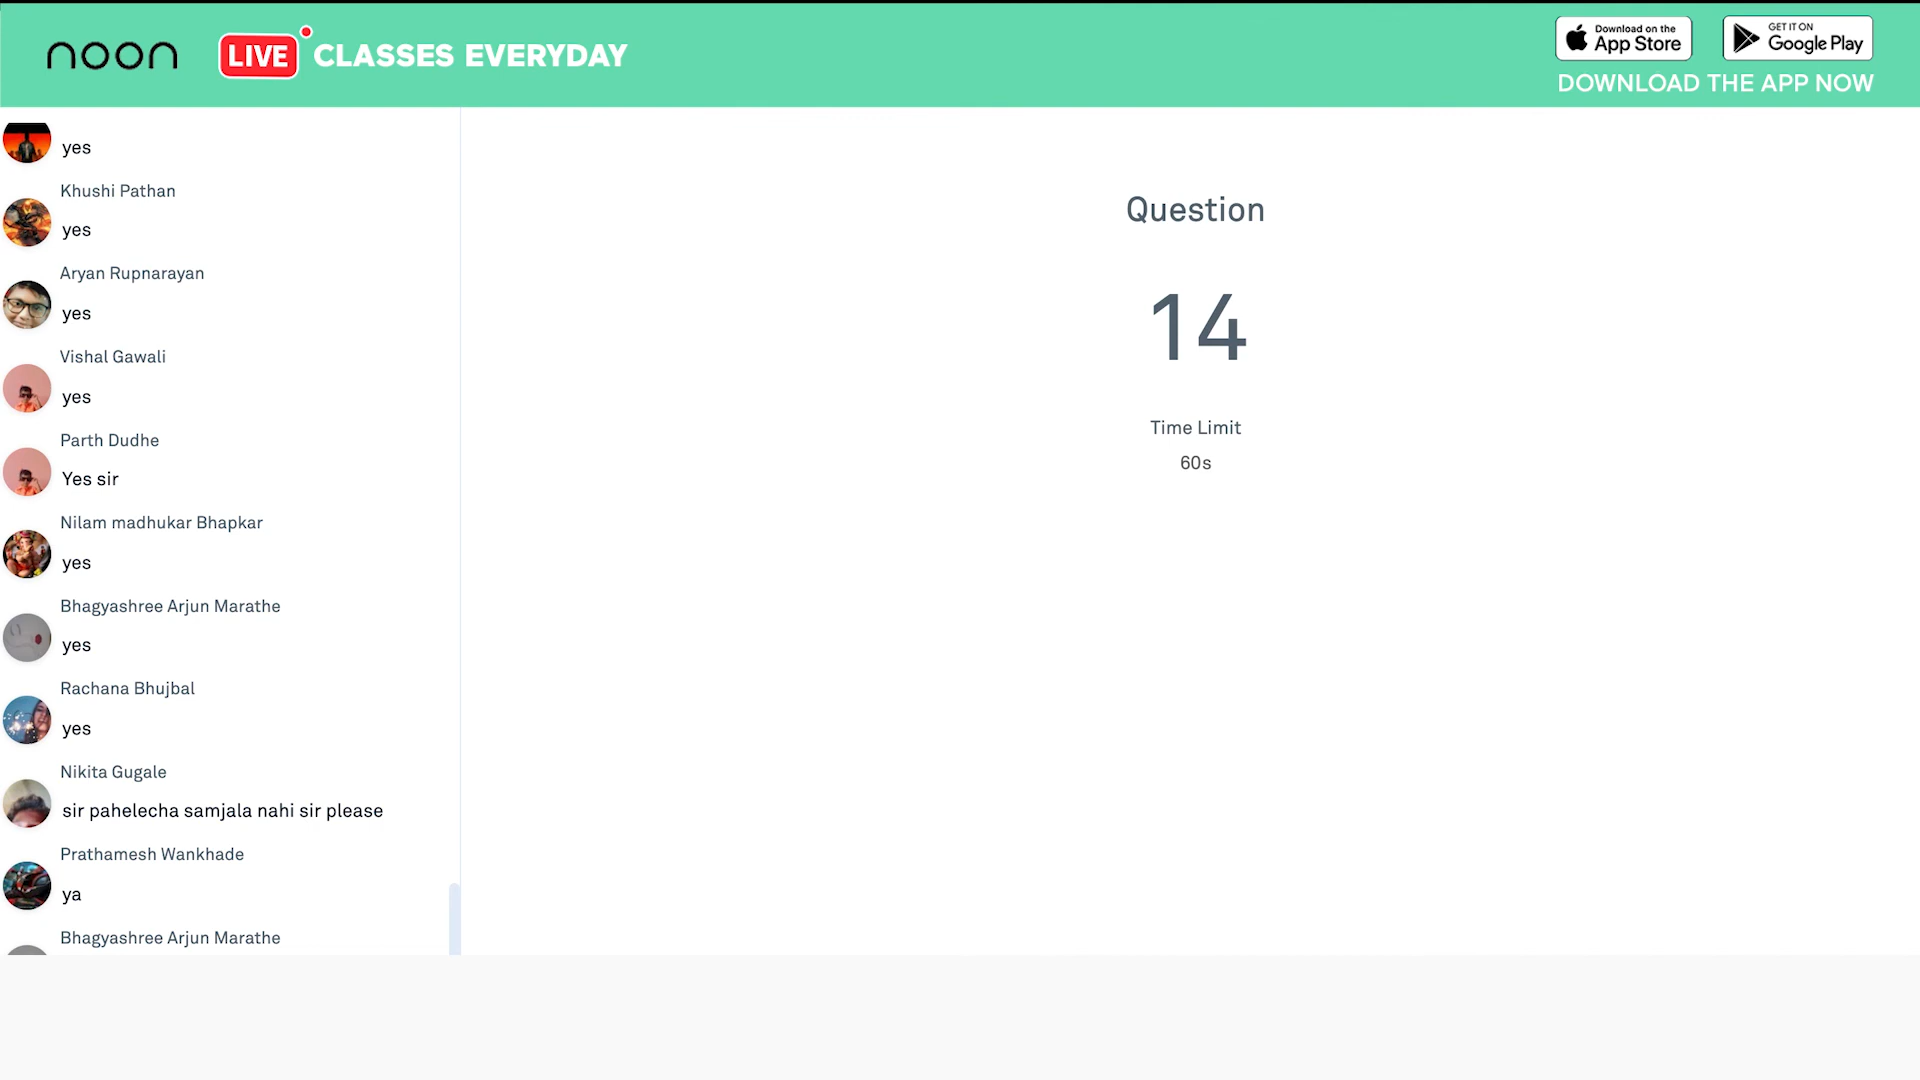 noon
LIVE CLASSES EVERYDAY
Download on the
App Store
GET IT ON
Google Play
DOWNLOAD THE APP NOW
yes
Khushi Pathan
yes
Aryan Rupnarayan
yes
Vishal Gawali
yes
Parth Dudhe
Yes sir
Nilam madhukar Bhapkar
yes
Bhagyashree Arjun Marathe
yes
Rachana Bhujbal
yes
Nikita Gugale
sir pahelecha samjala nahi sir please
Prathamesh Wankhade
ya
Bhagyashree Arjun Marathe
Question
14
Time Limit
60s